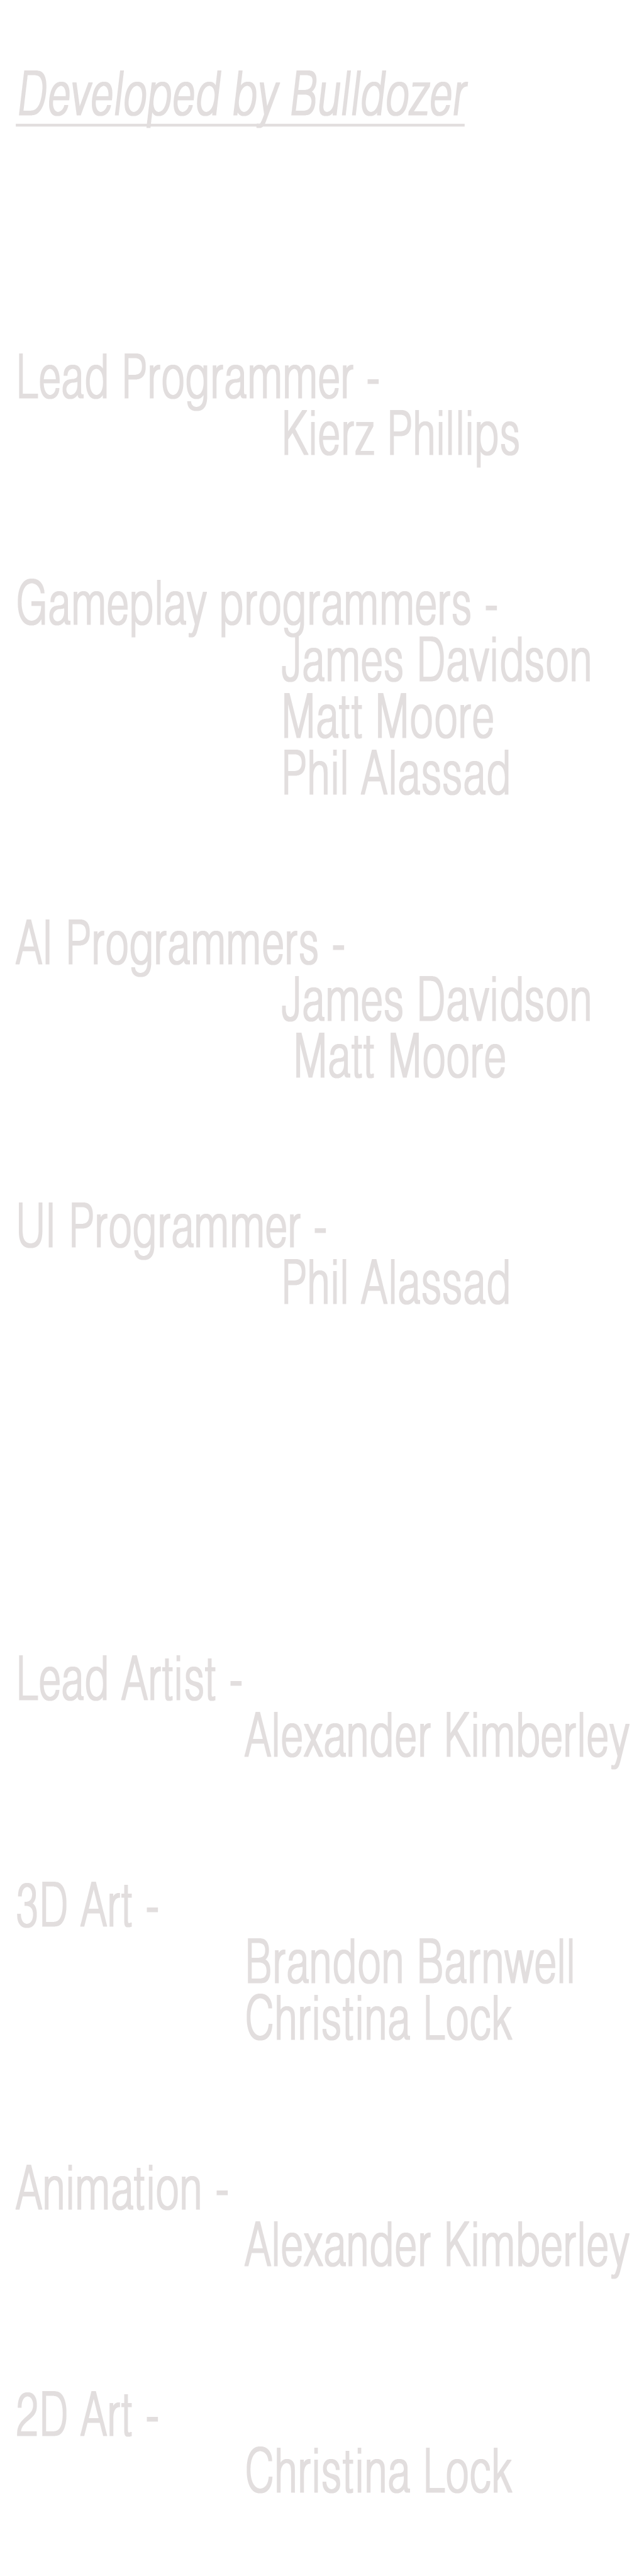 Developed by Bulldozer
Lead Programmer -
Kierz Phillips
Gameplay programmers -
James Davidson
Matt Moore
Phil Alassad
AI Programmers -
James Davidson
Matt Moore
UI Programmer -
Phil Alassad
Lead Artist -
Alexander Kimberley
3D Art -
Brandon Barnwell
Christina Lock
Animation -
Alexander Kimberley
2D Art -
Christina Lock